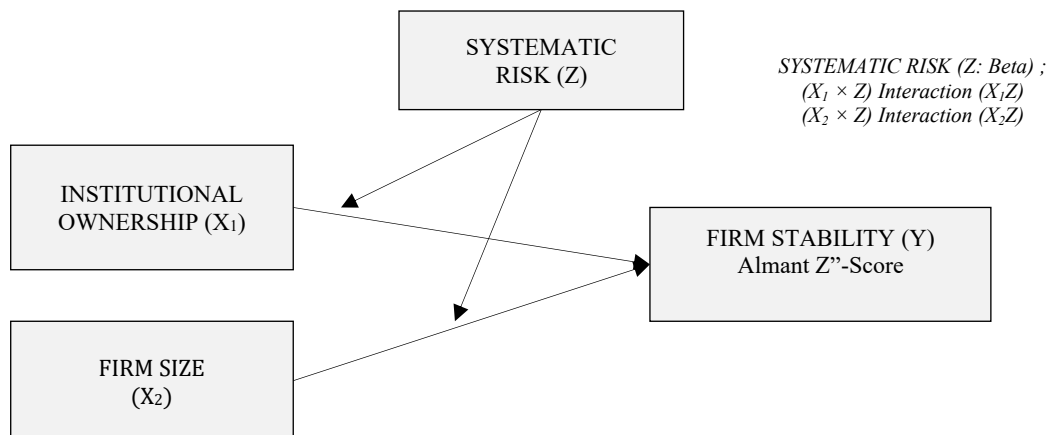 SYSTEMATIC
RISK (Z)
SYSTEMATIC RISK (Z: Beta) ;
(X₁ × Z) Interaction (X₁Z)
(X₂ × Z) Interaction (X₂Z)
INSTITUTIONAL
OWNERSHIP (X₁)
FIRM STABILITY (Y)
Almant Z”-Score
FIRM SIZE
(X₂)